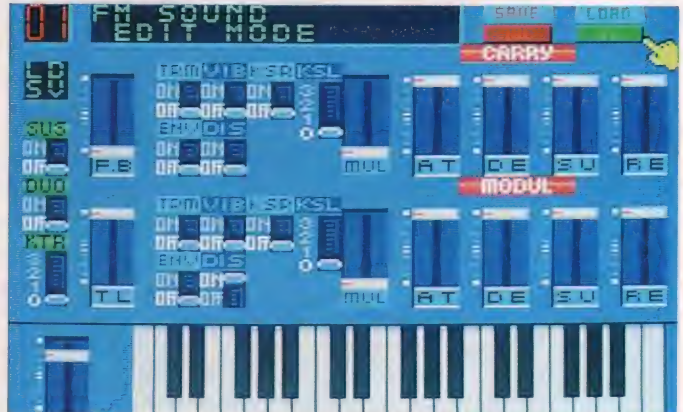 01 FM SOUND
EDIT MODE
SAVE LOAD
CARRY
LD
SV
TRM VIB KSR KSL
ON ON ON 3
OFF OFF OFF 2
1
0
ENV DIS
ON ON
OFF OFF
F.B MUL AT DE SU RE
SUS
ON
OFF
DUO
ON
OFF
MODUL
TRM VIB KSR KSL
ON ON ON 3
OFF OFF OFF 2
1
0
ENV DIS
ON ON
OFF OFF
KTR
3
2
1
0
TL MUL AT DE SU RE